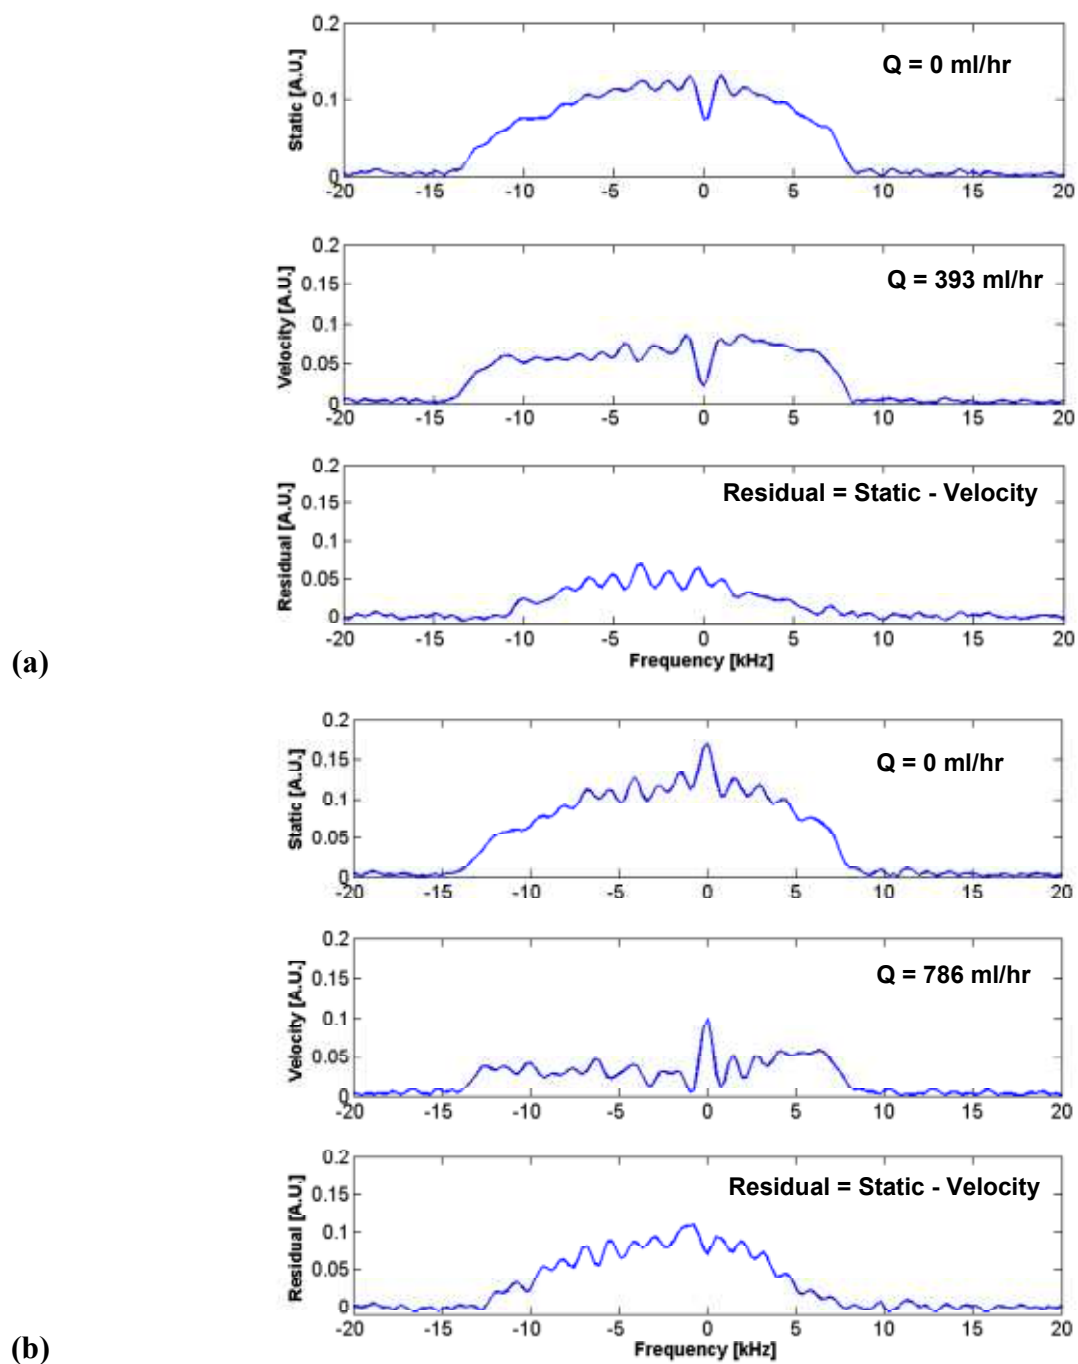 0.2
Q = 0 ml/hr
Static [A.U.]
0.1
0
-20 -15 -10 -5 0 5 10 15 20
0.2
Q = 393 ml/hr
0.15
Velocity [A.U.]
0.1
0.05
0
-20 -15 -10 -5 0 5 10 15 20
0.2
Residual = Static - Velocity
0.15
Residual [A.U.]
0.1
0.05
0
-20 -15 -10 -5 0 5 10 15 20
Frequency [kHz]
(a)
0.2
Q = 0 ml/hr
0.15
Static [A.U.]
0.1
0.05
0
-20 -15 -10 -5 0 5 10 15 20
0.2
Q = 786 ml/hr
0.15
Velocity [A.U.]
0.1
0.05
0
-20 -15 -10 -5 0 5 10 15 20
0.2
Residual = Static - Velocity
0.15
Residual [A.U.]
0.1
0.05
0
-20 -15 -10 -5 0 5 10 15 20
Frequency [kHz]
(b)